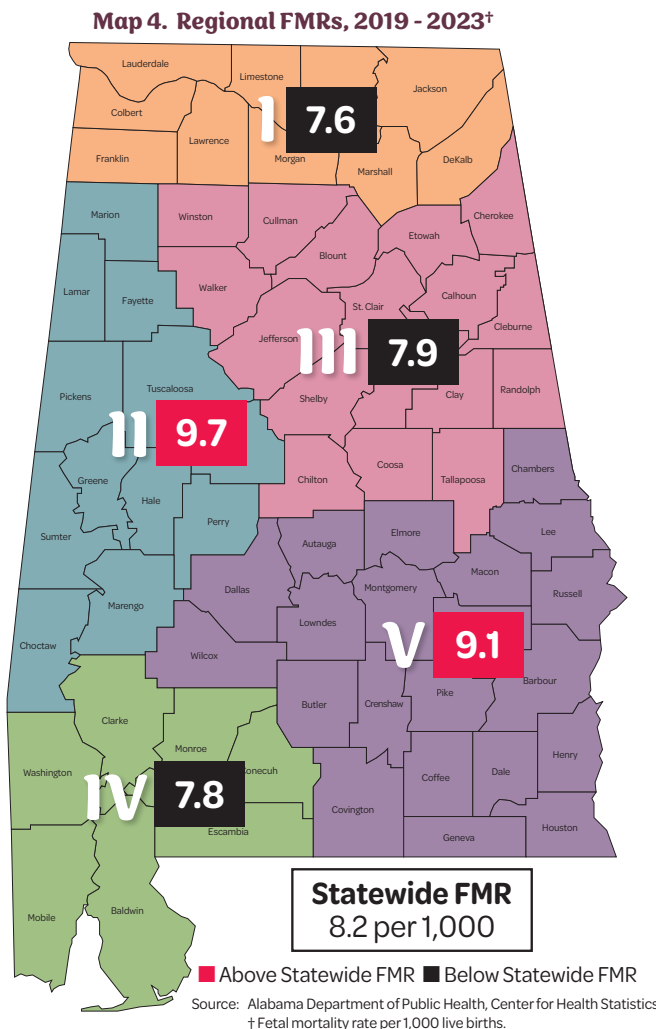 Map 4. Regional FMRs, 2019 - 2023†
Lauderdale
Limestone
Jackson
Colbert
I 7.6
Lawrence
Franklin
Morgan
DeKalb
Marshall
Marion
Winston
Cullman
Cherokee
Etowah
Blount
Walker
Lamar
Fayette
Calhoun
St. Clair
Cleburne
Jefferson
III 7.9
Tuscaloosa
Pickens
Shelby
Clay
Randolph
II 9.7
Coosa
Chambers
Greene
Chilton
Tallapoosa
Hale
Perry
Elmore
Lee
Sumter
Autauga
Macon
Montgomery
Dallas
Russell
Marengo
Lowndes
Choctaw
V 9.1
Wilcox
Barbour
Pike
Butler
Crenshaw
Clarke
Monroe
Henry
Washington
onecuh
Coffee
Dale
IV 7.8
Covington
Escambia
Houston
Geneva
Statewide FMR
8.2 per 1,000
Baldwin
Mobile
Above Statewide FMR Below Statewide FMR
Source: Alabama Department of Public Health, Center for Health Statistics
† Fetal mortality rate per 1,000 live births.